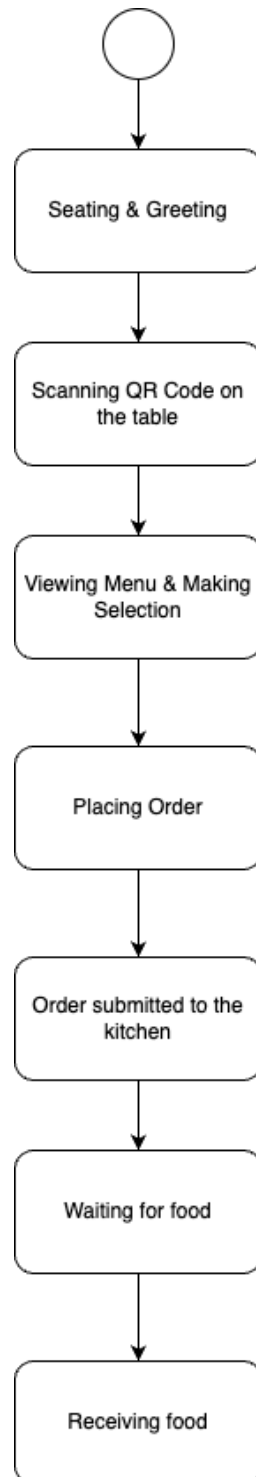 Seating & Greeting
Scanning QR Code on
the table
Viewing Menu & Making
Selection
Placing Order
Order submitted to the
kitchen
Waiting for food
Receiving food